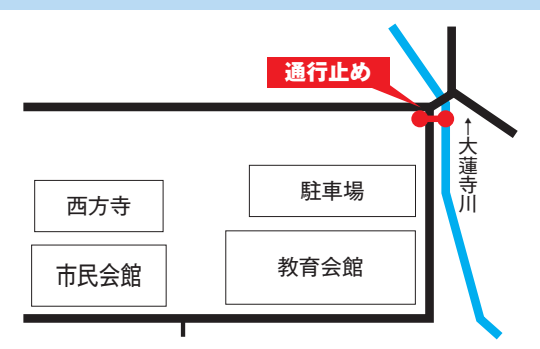 通行止め
←大蓮寺川
駐車場
西方寺
教育会館
市民会館